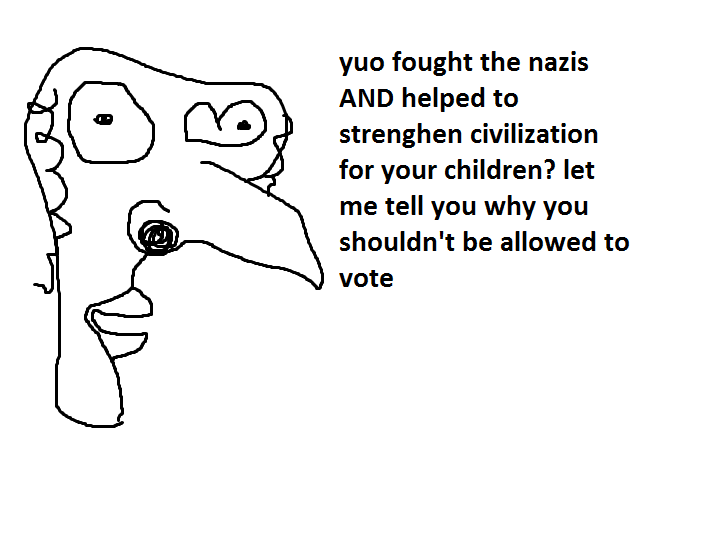 yuo fought the nazis
AND helped to
strenghen civilization
for your children? let
me tell you why you
shouldn't be allowed to
vote